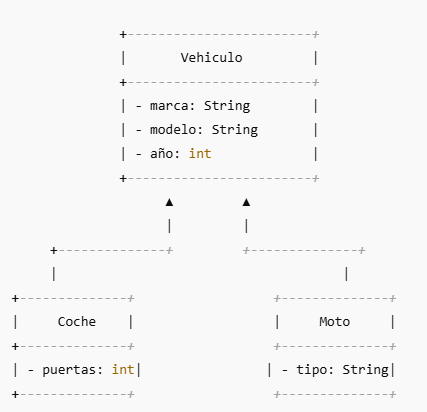 Vehiculo
- marca: String
- modelo: String
- año: int
Coche Moto
- puertas: int - tipo: String